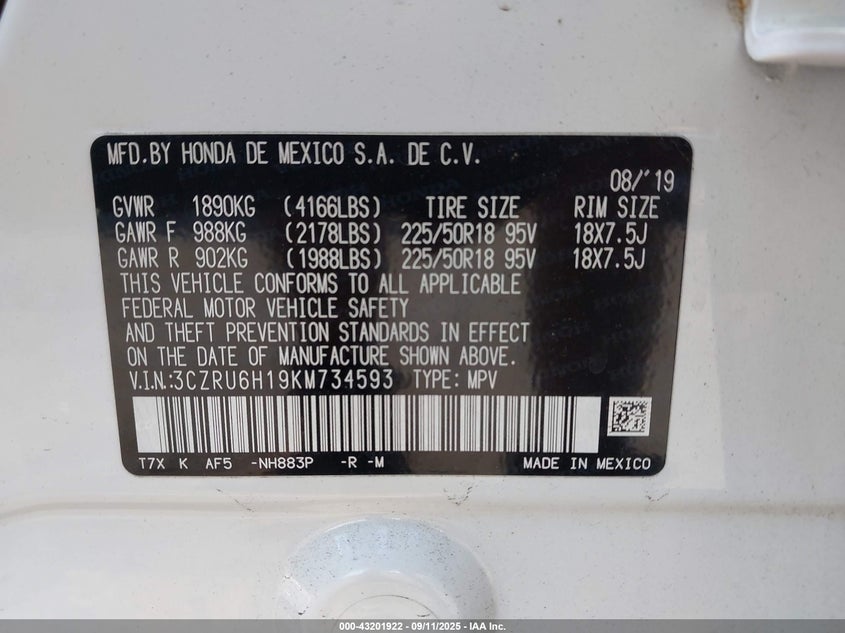 MFD.BY HONDA DE MEXICO S.A. DE C.V.
08/'19
GVWR 1890KG (4166LBS) TIRE SIZE RIM SIZE
GAWR F 988KG (2178LBS) 225/50R18 95V 18X7.5J
GAWR R 902KG (1988LBS) 225/50R18 95V 18X7.5J
THIS VEHICLE CONFORMS TO ALL APPLICABLE
FEDERAL MOTOR VEHICLE SAFETY
AND THEFT PREVENTION STANDARDS IN EFFECT
ON THE DATE OF MANUFACTURE SHOWN ABOVE.
V.I.N.:3CZRU6H19KM734593 TYPE: MPV
T7X K AF5 -NH883P -R -M MADE IN MEXICO
000-43201922 - 09/11/2025 - IAA Inc.